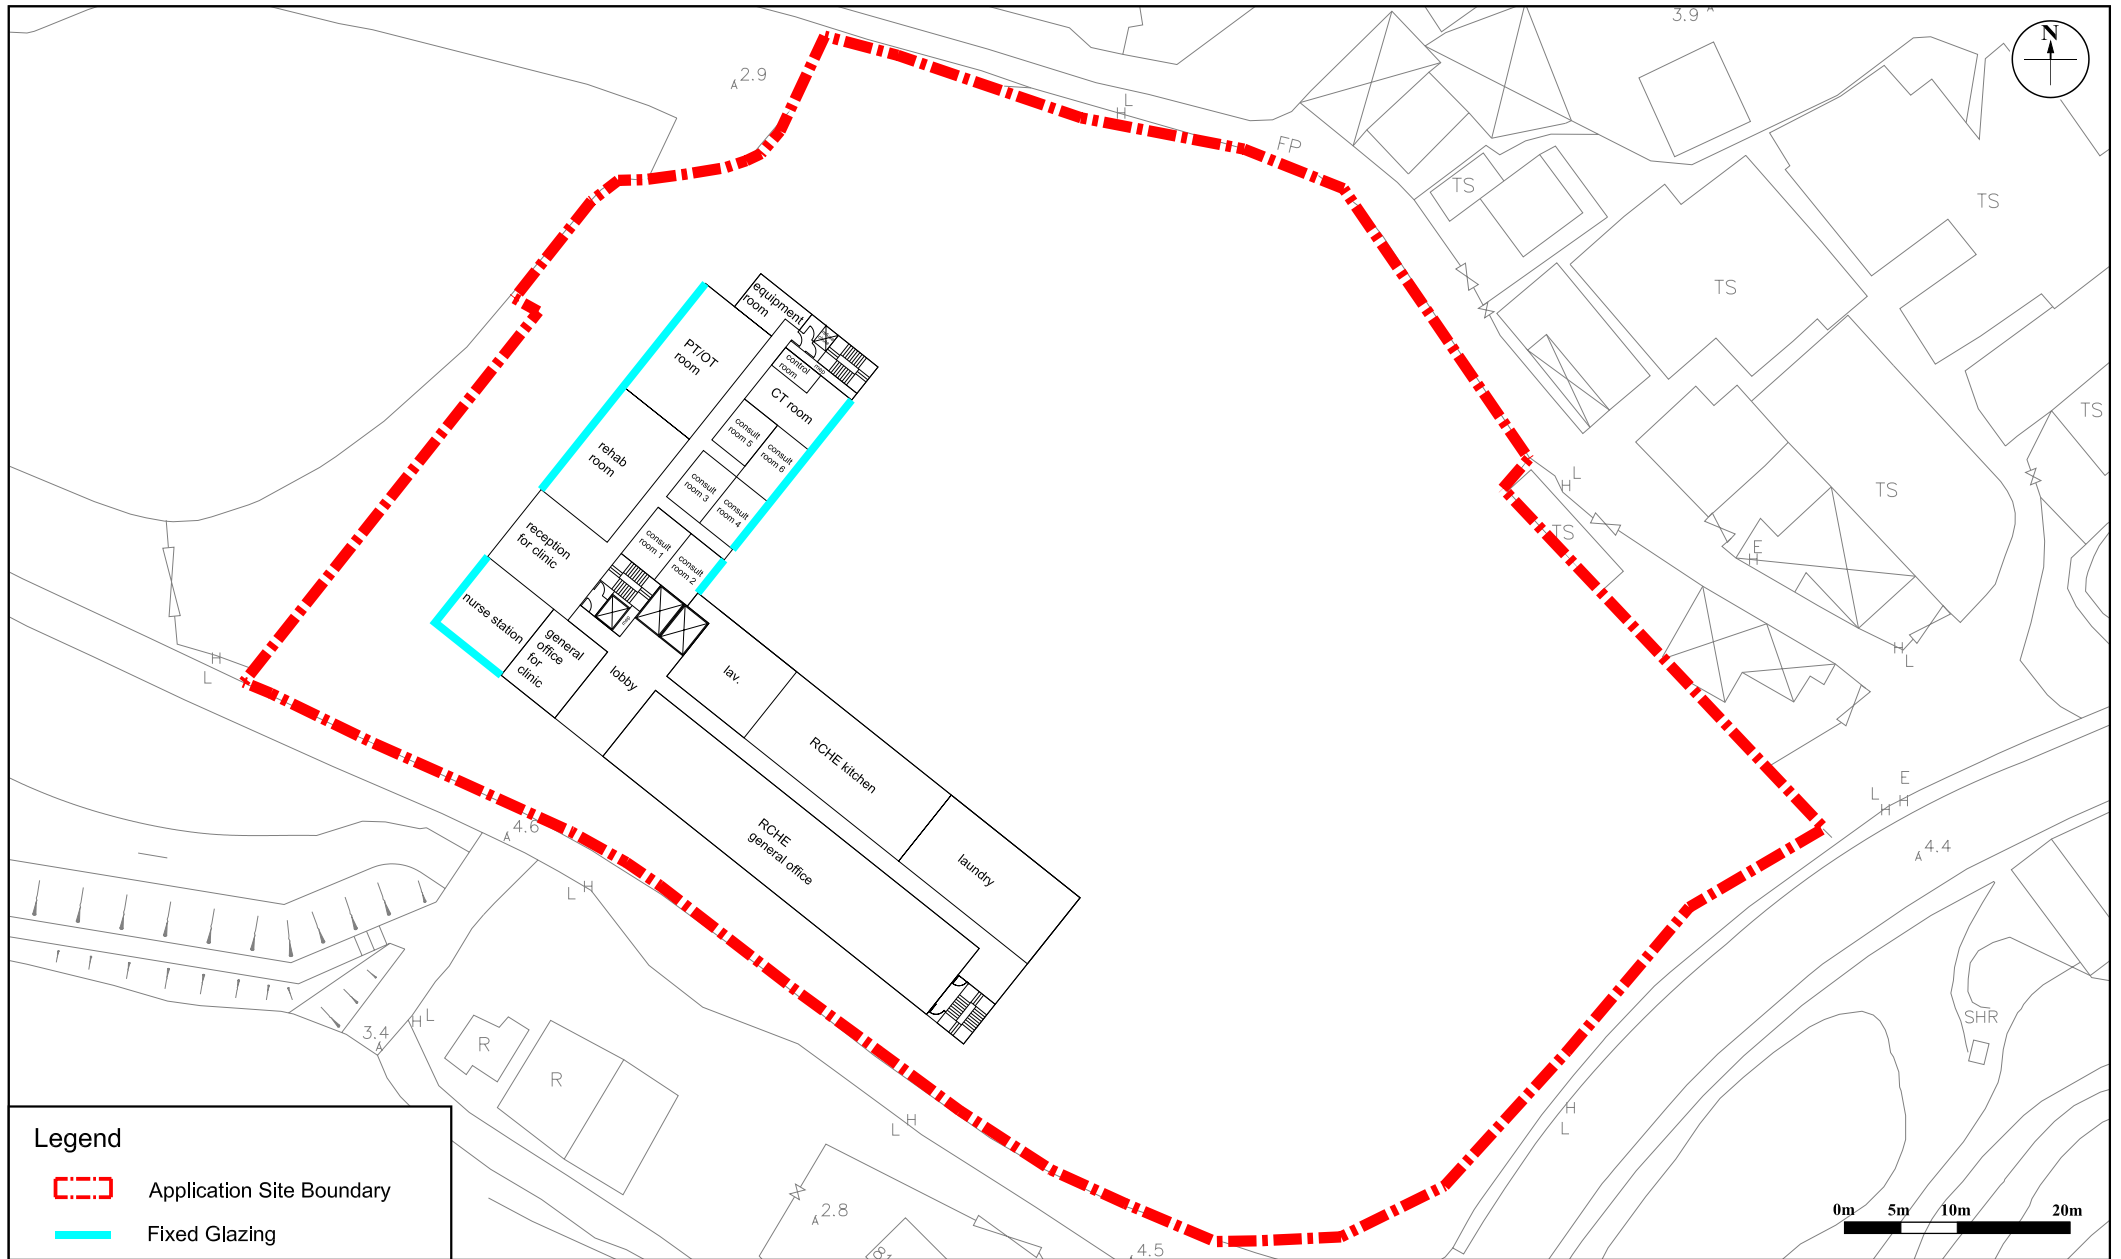 3.9
N
2.9
L
H
FP
TS
TS
TS
TS
equipment
room
PT/OT
room
control
room
CT room
consult
room 5
consult
room 6
rehab
room
consult
room 3
consult
room 4
L
H
TS
TS
reception
for clinic
consult
room 1
consult
room 2
E
H
nurse station
general
office
for
clinic
lobby
lav.
H
L
H
L
RCHE kitchen
E
L
H
H
4.6
RCHE
general office
laundry
4.4
L
H
3.4
H
L
R
R
SHR
H
L
L
H
2.8
4.5
Legend
Application Site Boundary
Fixed Glazing
0m
5m
10m
20m